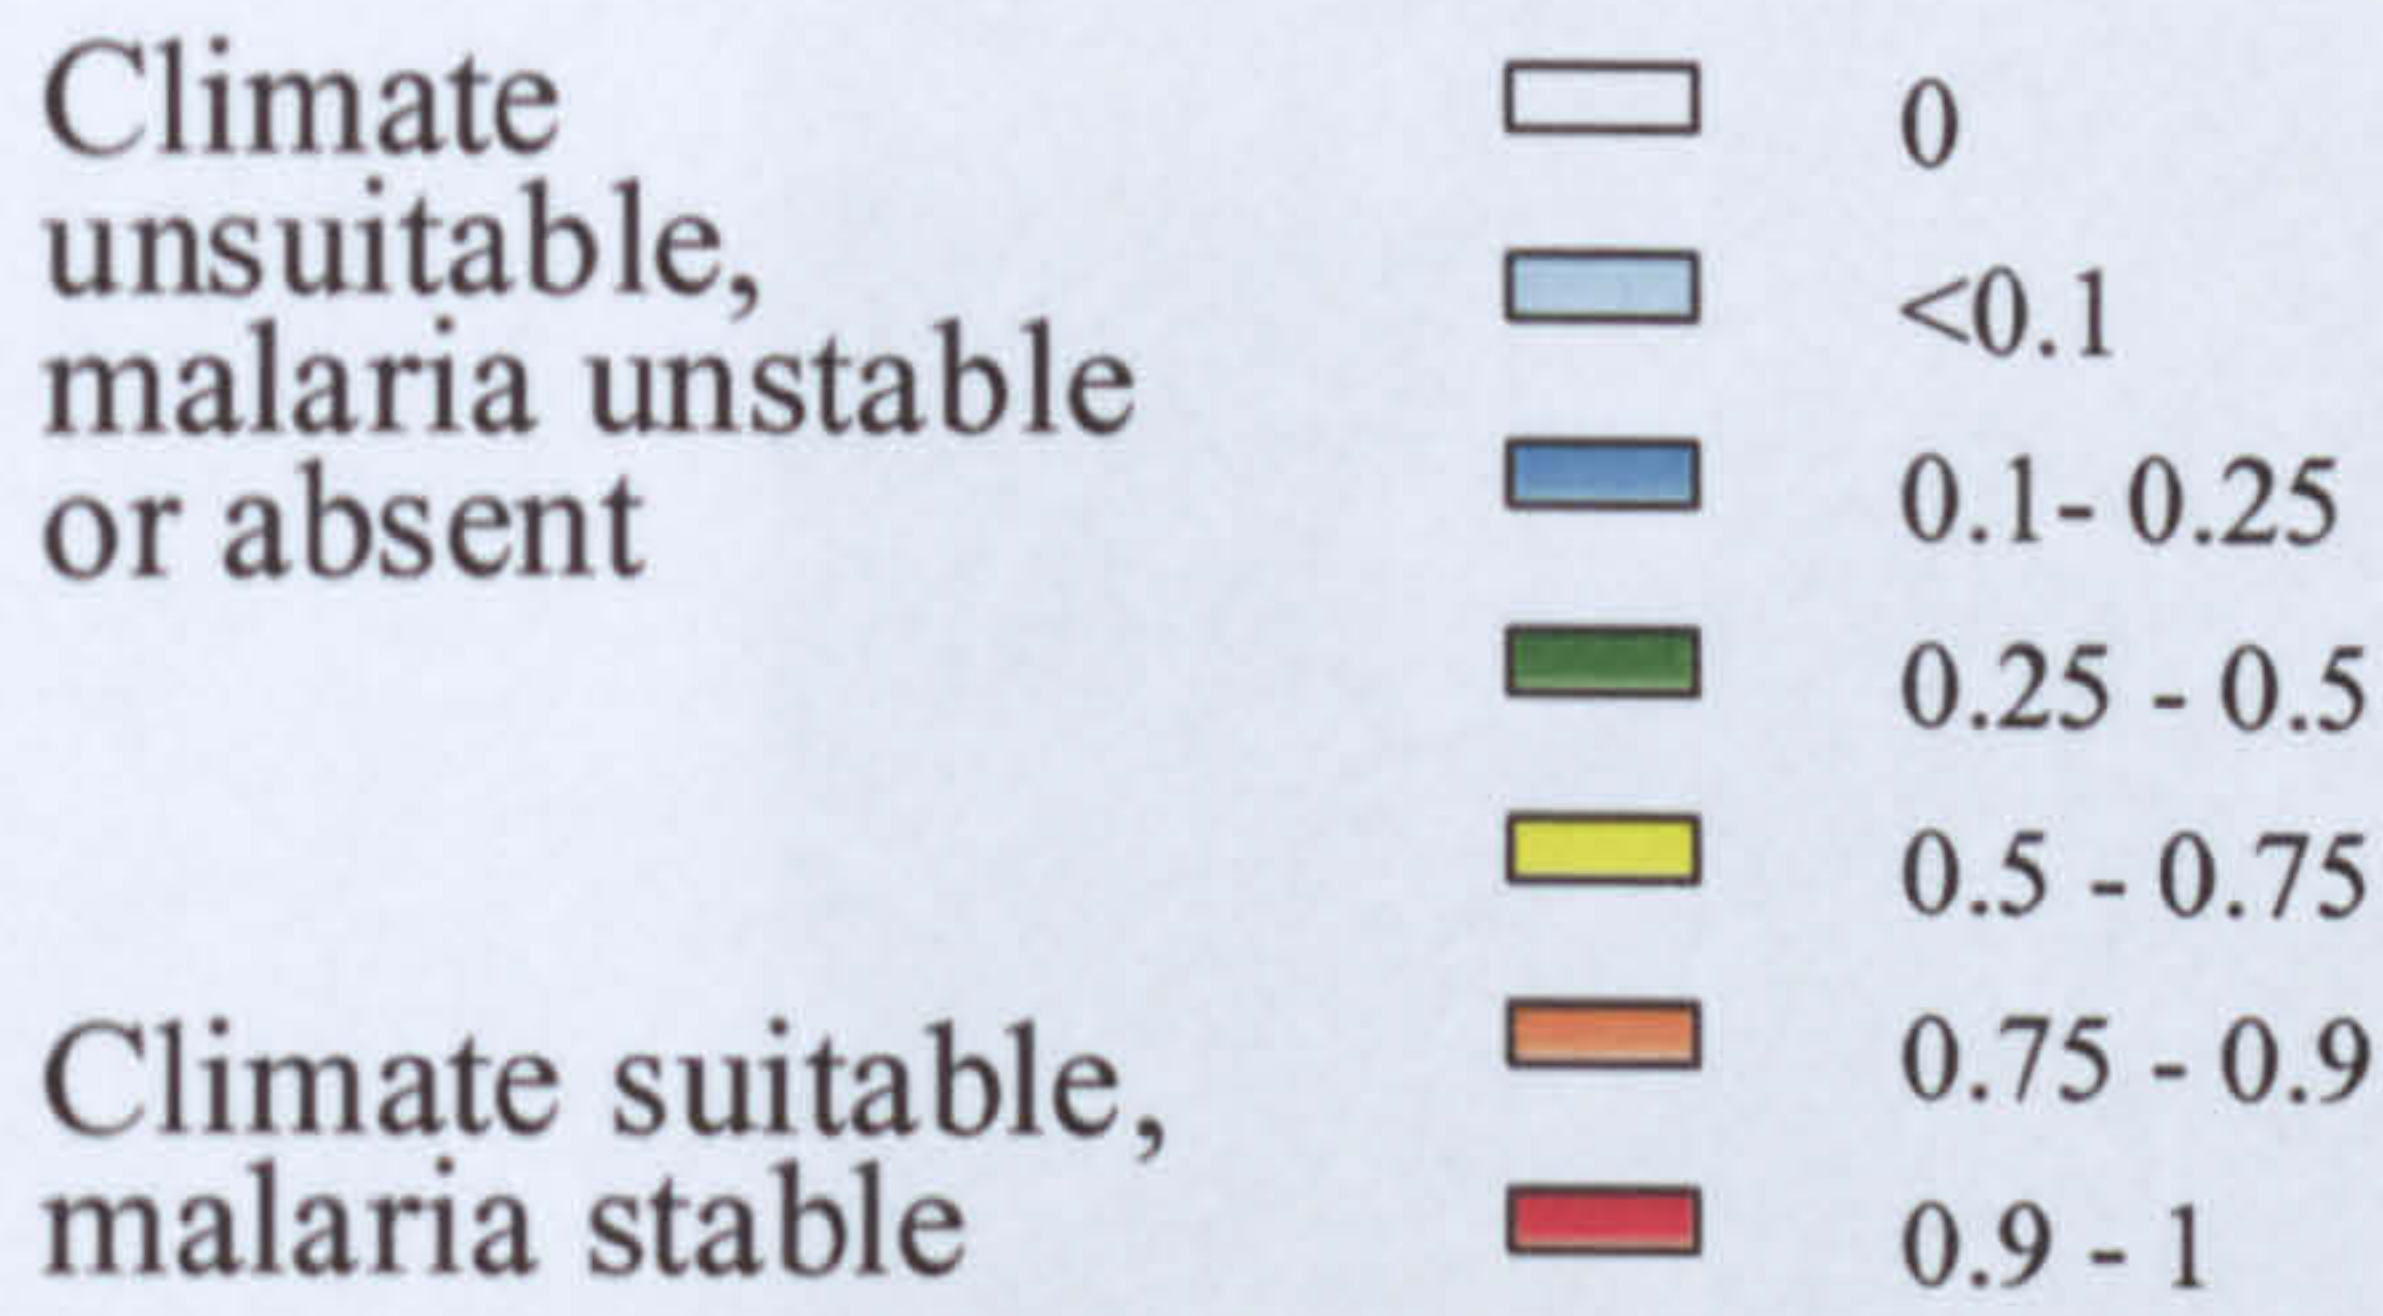 Climate
unsuitable,
malaria unstable
or absent
Climate suitable,
malaria stable
0
<0.1
0.1- 0.25
0.25 - 0.5
0.5 - 0.75
0.75 - 0.9
0.9 - 1